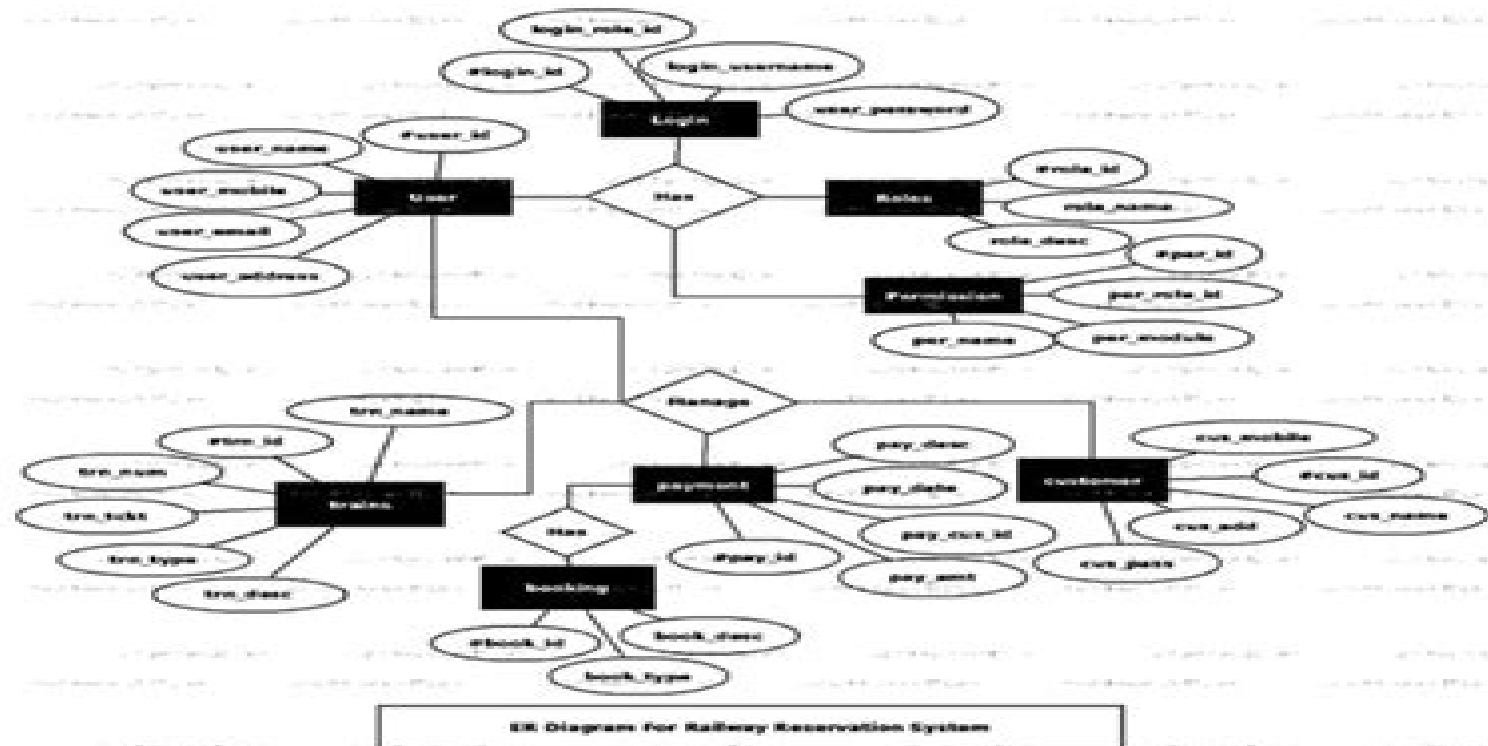 login_role_id
#login_id
login_username
user_password
Login
#user_id
user_name
user_mobile
user_email
user_address
User
Has
Roles
#role_id
role_name
role_desc
Permission
#per_id
per_role_id
per_module
per_name
Manage
trn_name
#trn_id
trn_num
trn_tckt
trn_type
trn_desc
trains
payment
pay_desc
pay_date
pay_cus_id
pay_amt
#pay_id
customer
cus_mobile
#cus_id
cus_name
cus_add
cus_pass
Has
booking
#book_id
book_desc
book_type
ER Diagram for Railway Reservation System